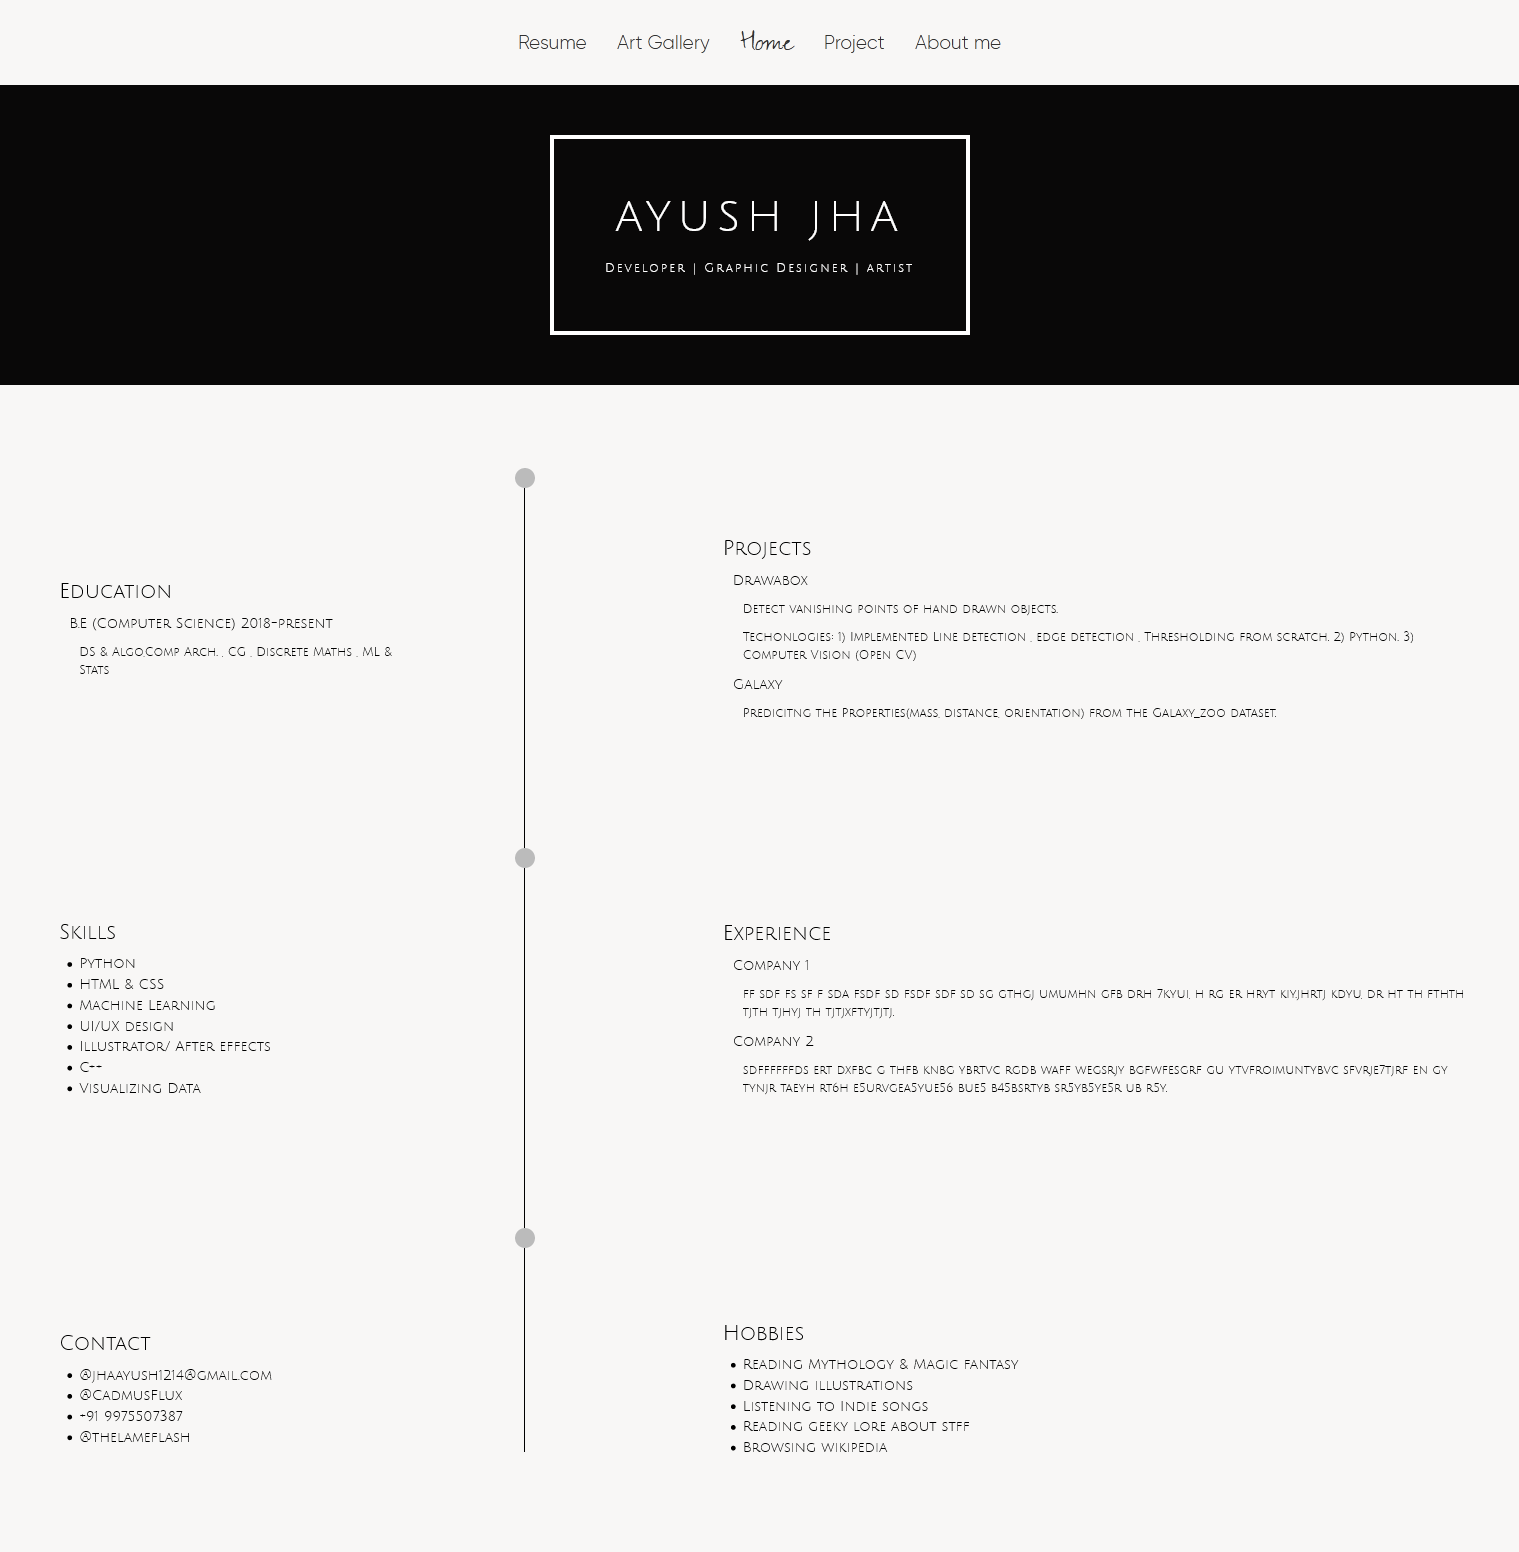 Resume Art Gallery Home Project About me
AYUSH JHA
Developer | Graphic Designer | artist
Education
B.E (Computer Science) 2018-present
DS & Algo,Comp Arch. , CG , Discrete Maths , ML &
Stats
Projects
Drawabox
Detect vanishing points of hand drawn objects.
Techonlogies: 1) Implemented Line detection , edge detection , Thresholding from scratch. 2) Python. 3)
Computer Vision (Open CV)
Galaxy
Predicitng the Properties(mass, distance, orientation) from the Galaxy_zoo dataset.
Skills
Python
HTML & CSS
Machine Learning
UI/UX design
Illustrator/ After effects
C++
Visualizing Data
Experience
Company 1
ff sdf fs sf f sda fsdf sd fsdf sdf sd sg gthgj umumhn gfb drh 7kyui, h rg er hryt kiy,jhrtj kdyu, dr ht th fthth
tjth tjhyj th tjtjxftyjtjtj.
Company 2
sdffffffds ert dxfbc g thfb knbg ybrtvc rgdb waff wegsrjy bgfwfesgrf gu ytvfroimuntybvc sfvrje7tjrf en gy
tynjr taeyh rt6h e5urvgea5yue56 bue5 b45bsrtyb sr5yb5ye5r ub r5y.
Contact
@jhaayush1214@gmail.com
@CadmusFlux
+91 9975507387
@thelameflash
Hobbies
Reading Mythology & Magic fantasy
Drawing illustrations
Listening to Indie songs
Reading geeky lore about stff
Browsing wikipedia